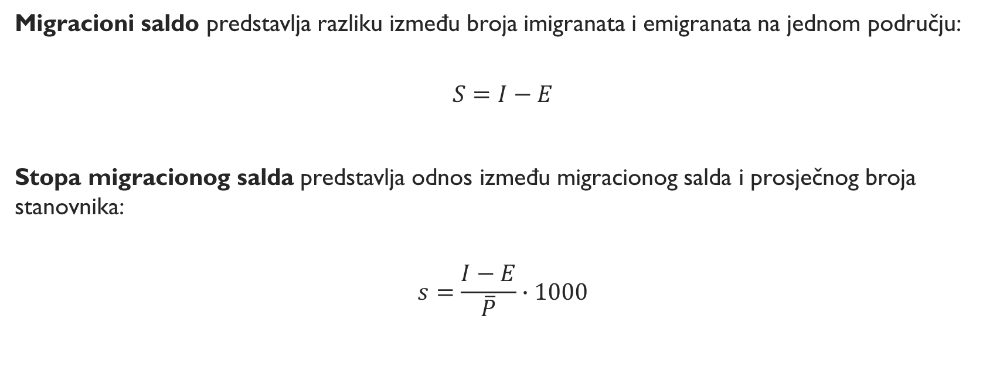 Migracioni saldo predstavlja razliku između broja imigranata i emigranata na jednom području:
S = I − E
Stopa migracionog salda predstavlja odnos između migracionog salda i prosječnog broja
stanovnika:
s = \frac{I − E}{\bar{P}} · 1000